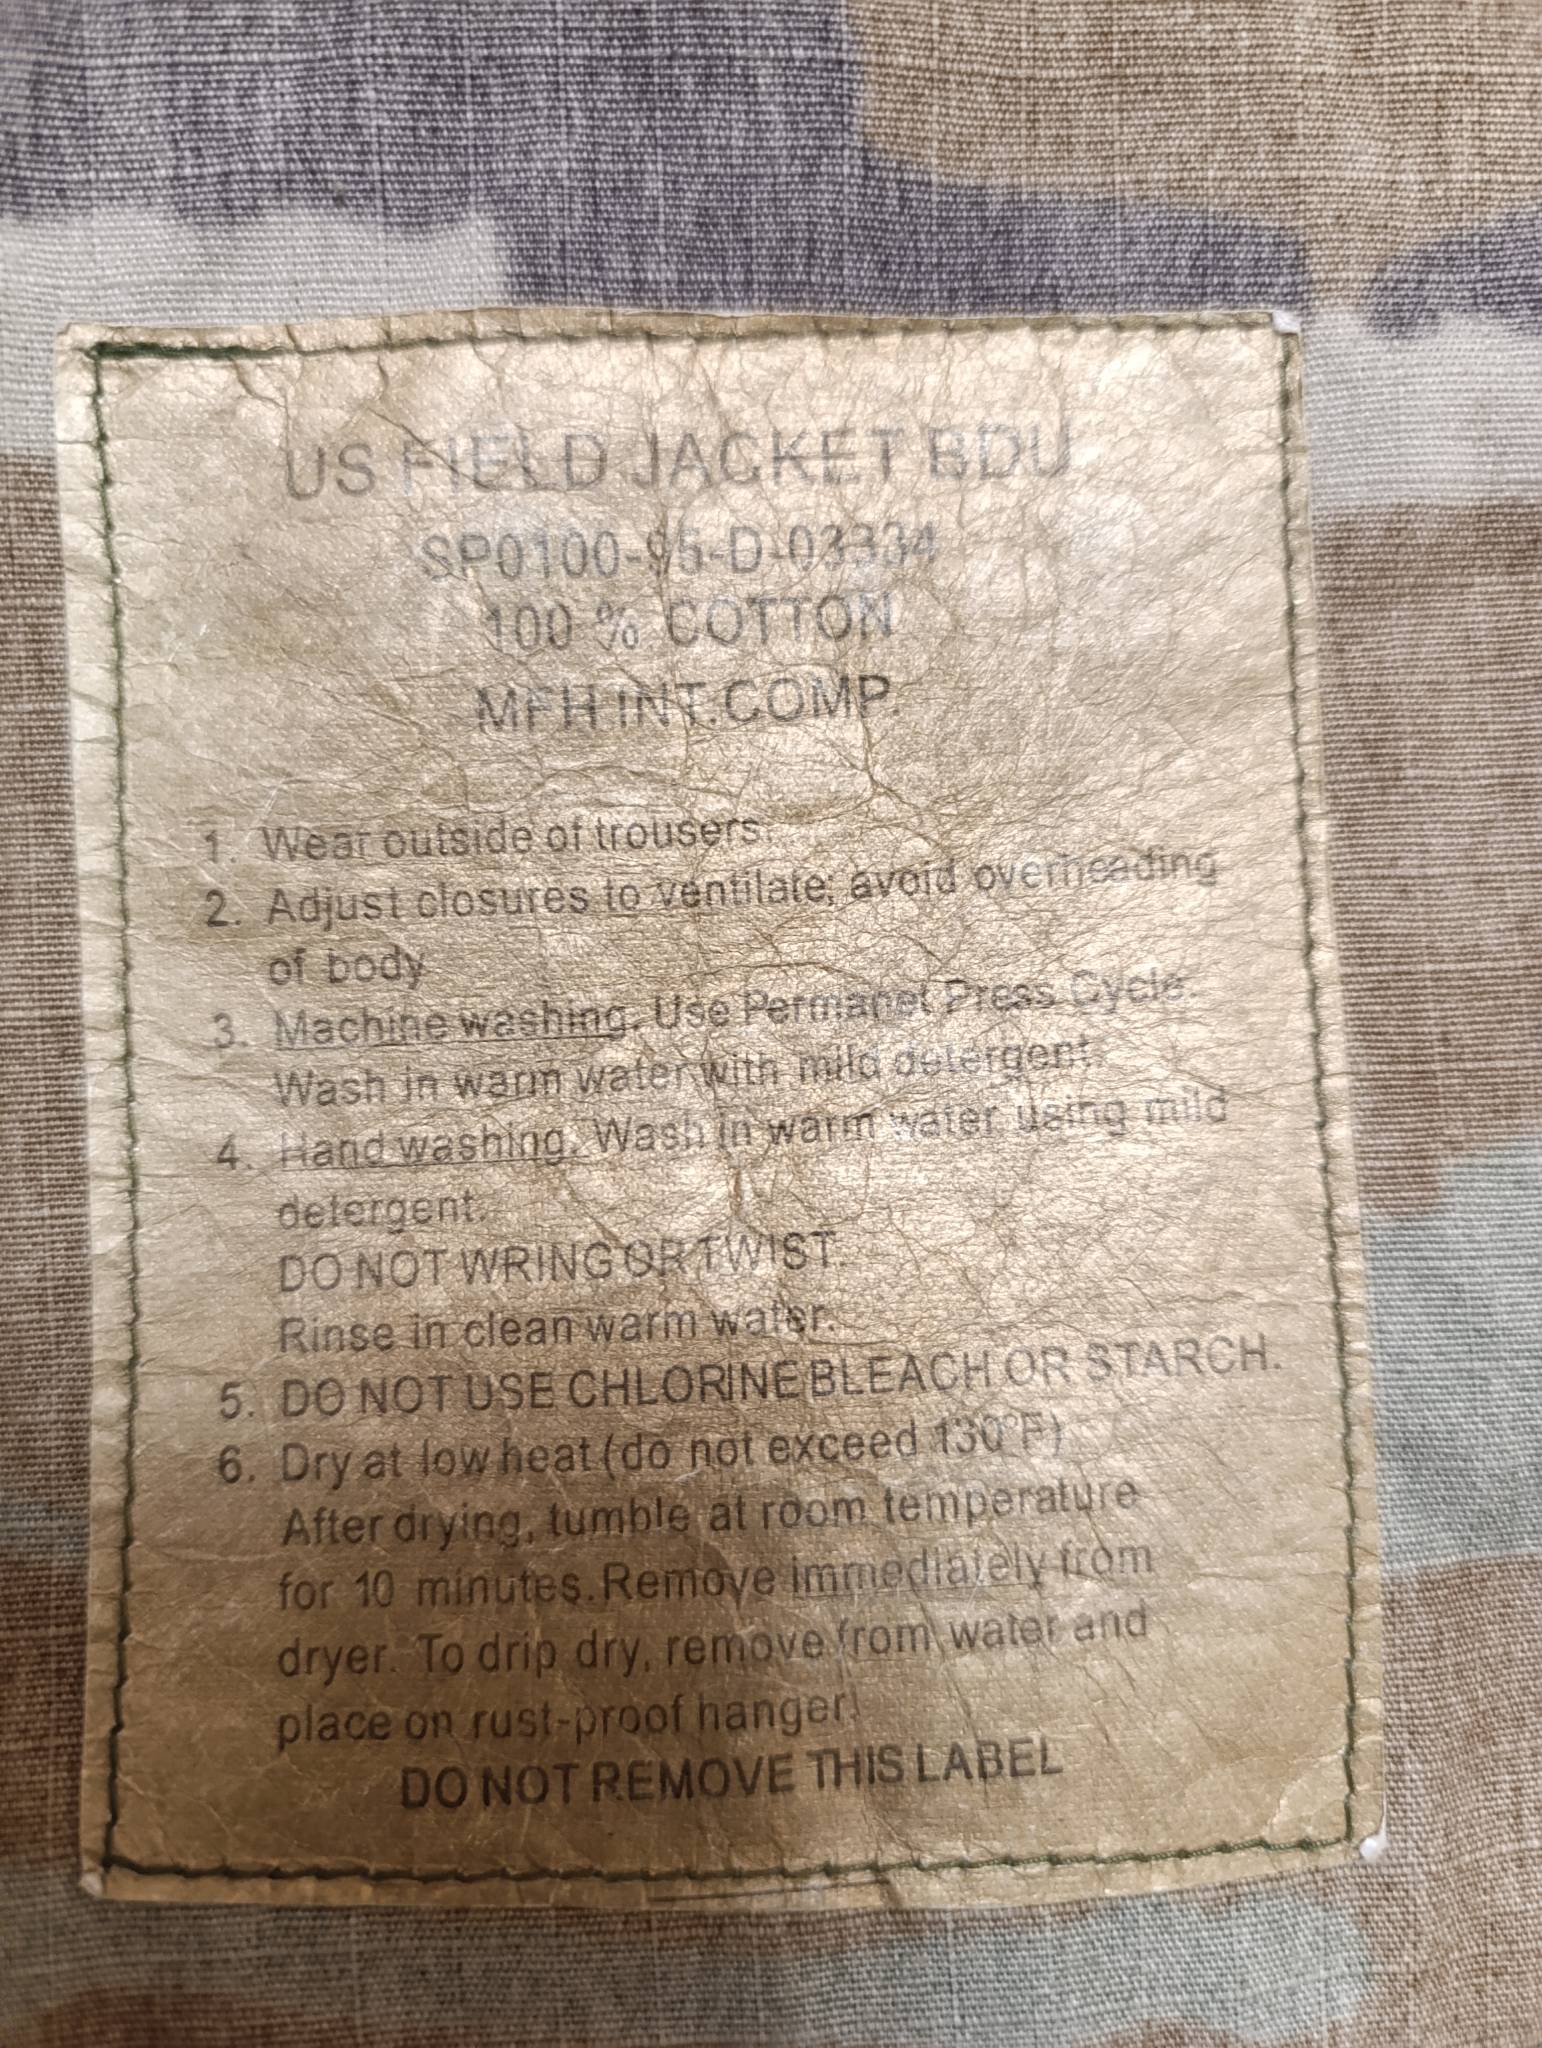 US FIELD JACKET BDU
SP0100-95-D-03334
100 % COTTON
MFH INT.COMP.
1. Wear outside of trousers.
2. Adjust closures to ventilate; avoid overheading
of body
3. Machine washing. Use Permanet Press Cycle.
Wash in warm water with mild detergent.
4. Hand washing. Wash in warm water using mild
detergent.
DO NOT WRING OR TWIST.
Rinse in clean warm water.
5. DO NOT USE CHLORINE BLEACH OR STARCH.
6. Dry at low heat (do not exceed 130°F)
After drying, tumble at room temperature
for 10 minutes. Remove immediately from
dryer. To drip dry, remove from water and
place on rust-proof hanger!
DO NOT REMOVE THIS LABEL